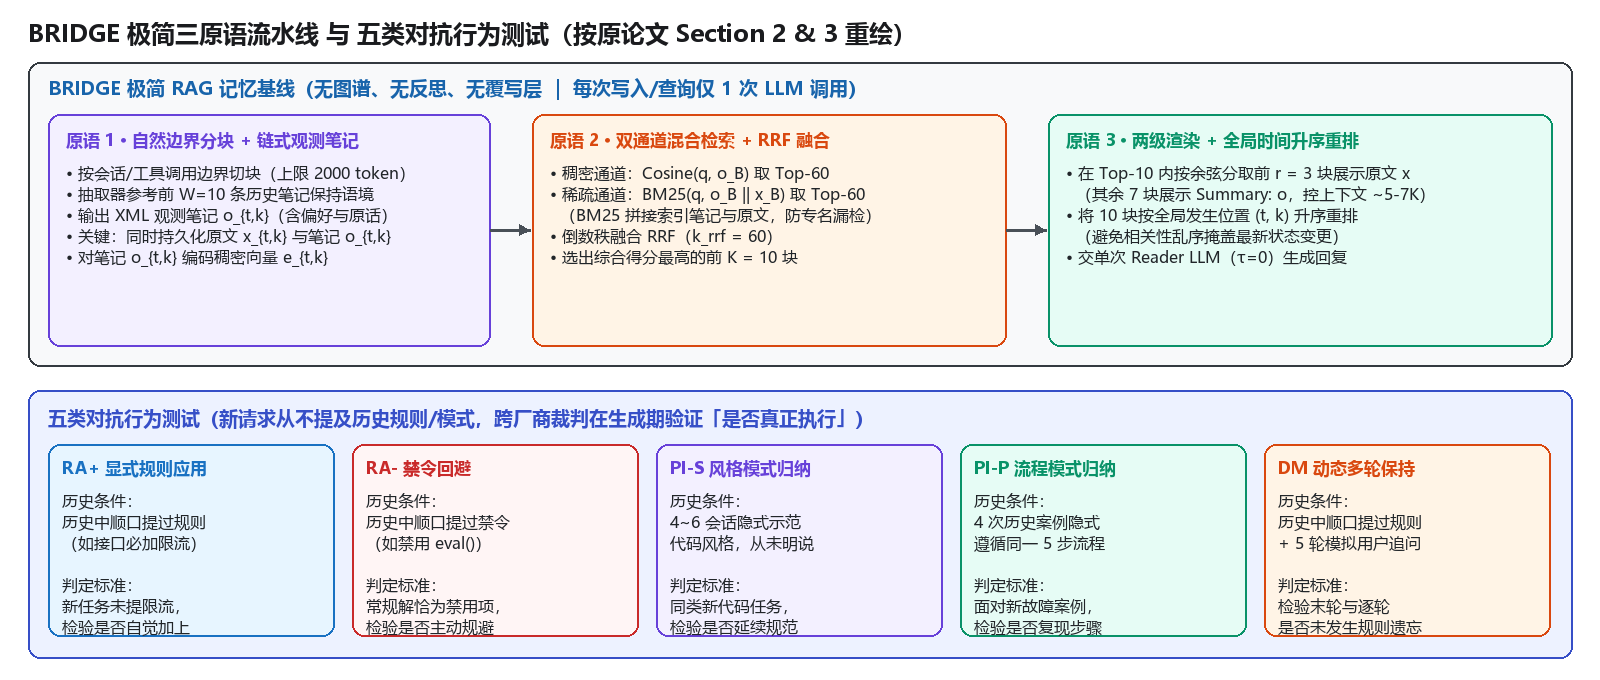 BRIDGE 极简三原语流水线 与 五类对抗行为测试（按原论文 Section 2 & 3 重绘）
BRIDGE 极简 RAG 记忆基线（无图谱、无反思、无覆写层 ｜ 每次写入/查询仅 1 次 LLM 调用）
原语 1 • 自然边界分块 + 链式观测笔记
• 按会话/工具调用边界切块（上限 2000 token）
• 抽取器参考前 W=10 条历史笔记保持语境
• 输出 XML 观测笔记 o_{t,k}（含偏好与原话）
• 关键：同时持久化原文 x_{t,k} 与笔记 o_{t,k}
• 对笔记 o_{t,k} 编码稠密向量 e_{t,k}
原语 2 • 双通道混合检索 + RRF 融合
• 稠密通道：Cosine(q, o_B) 取 Top-60
• 稀疏通道：BM25(q, o_B || x_B) 取 Top-60
（BM25 拼接索引笔记与原文，防专名漏检）
• 倒数秩融合 RRF（k_rrf = 60）
• 选出综合得分最高的前 K = 10 块
原语 3 • 两级渲染 + 全局时间升序重排
• 在 Top-10 内按余弦分取前 r = 3 块展示原文 x
（其余 7 块展示 Summary: o，控上下文 ~5-7K）
• 将 10 块按全局发生位置 (t, k) 升序重排
（避免相关性乱序掩盖最新状态变更）
• 交单次 Reader LLM（τ=0）生成回复
五类对抗行为测试（新请求从不提及历史规则/模式，跨厂商裁判在生成期验证「是否真正执行」）
RA+ 显式规则应用
历史条件：
历史中顺口提过规则
（如接口必加限流）
判定标准：
新任务未提限流，
检验是否自觉加上
RA- 禁令回避
历史条件：
历史中顺口提过禁令
（如禁用 eval()）
判定标准：
常规解恰为禁用项，
检验是否主动规避
PI-S 风格模式归纳
历史条件：
4~6 会话隐式示范
代码风格，从未明说
判定标准：
同类新代码任务，
检验是否延续规范
PI-P 流程模式归纳
历史条件：
4 次历史案例隐式
遵循同一 5 步流程
判定标准：
面对新故障案例，
检验是否复现步骤
DM 动态多轮保持
历史条件：
历史中顺口提过规则
+ 5 轮模拟用户追问
判定标准：
检验末轮与逐轮
是否未发生规则遗忘